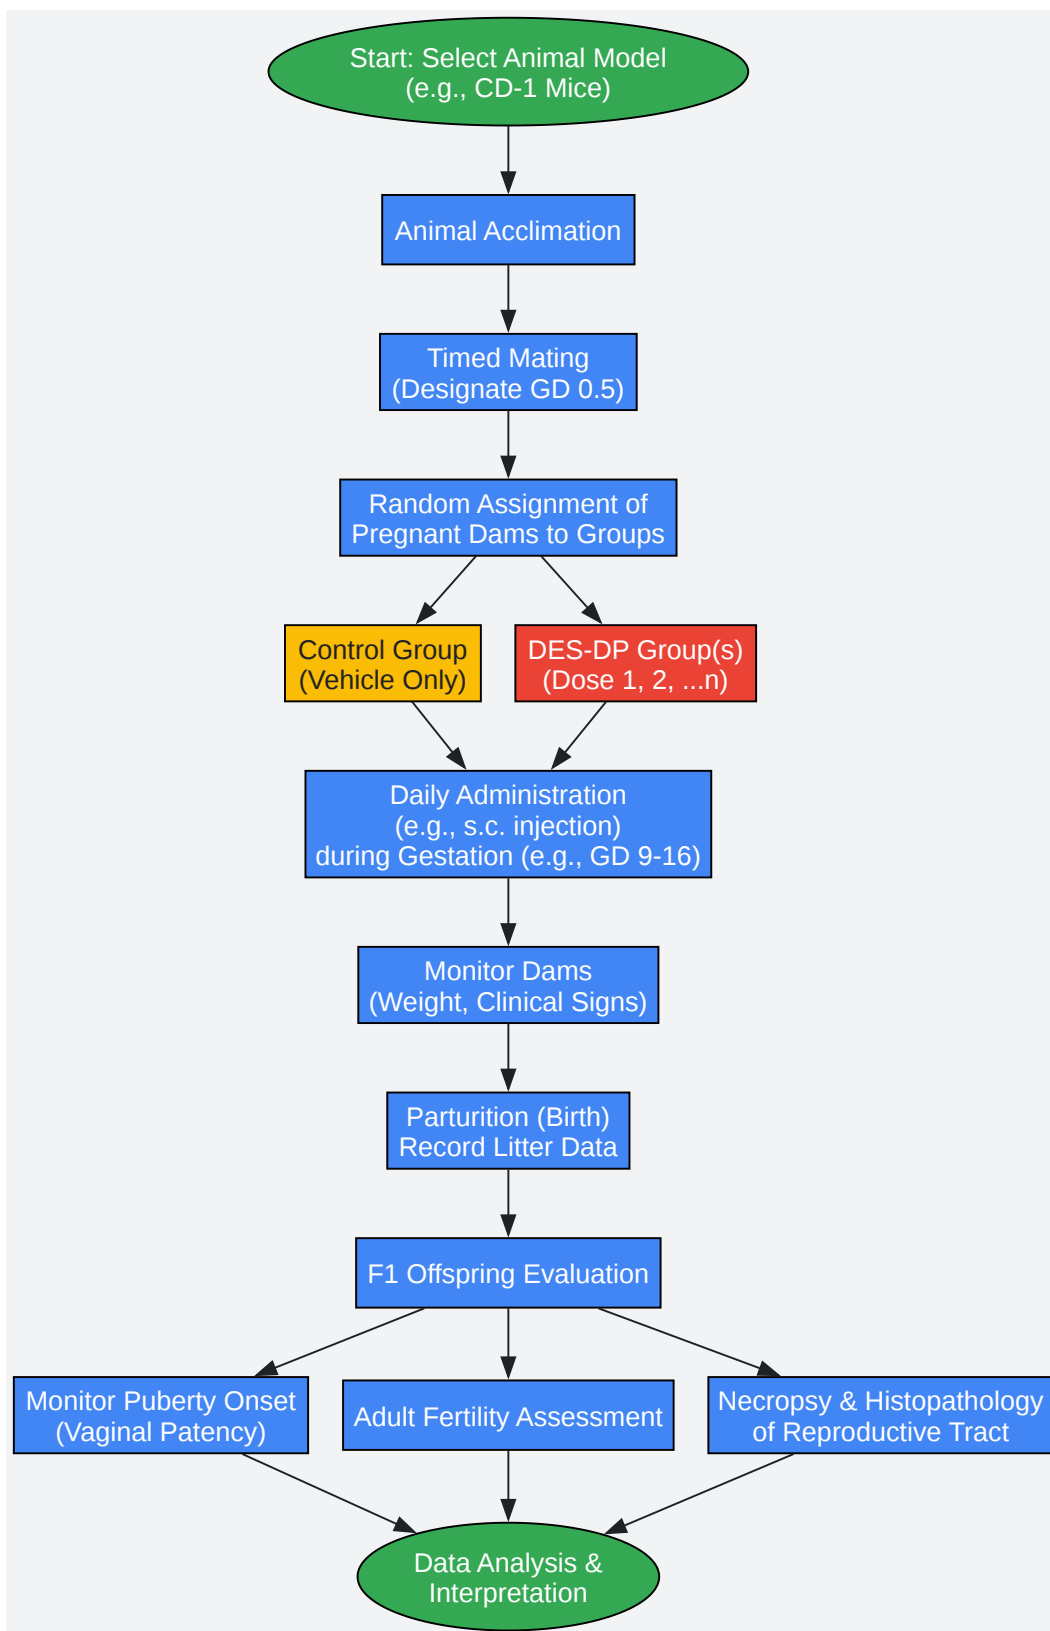 Start: Select Animal Model
(e.g., CD-1 Mice)
Animal Acclimation
Timed Mating
(Designate GD 0.5)
Random Assignment of
Pregnant Dams to Groups
Control Group
(Vehicle Only)
DES-DP Group(s)
(Dose 1, 2, ...n)
Daily Administration
(e.g., s.c. injection)
during Gestation (e.g., GD 9-16)
Monitor Dams
(Weight, Clinical Signs)
Parturition (Birth)
Record Litter Data
F1 Offspring Evaluation
Monitor Puberty Onset
(Vaginal Patency)
Adult Fertility Assessment
Necropsy & Histopathology
of Reproductive Tract
Data Analysis &
Interpretation